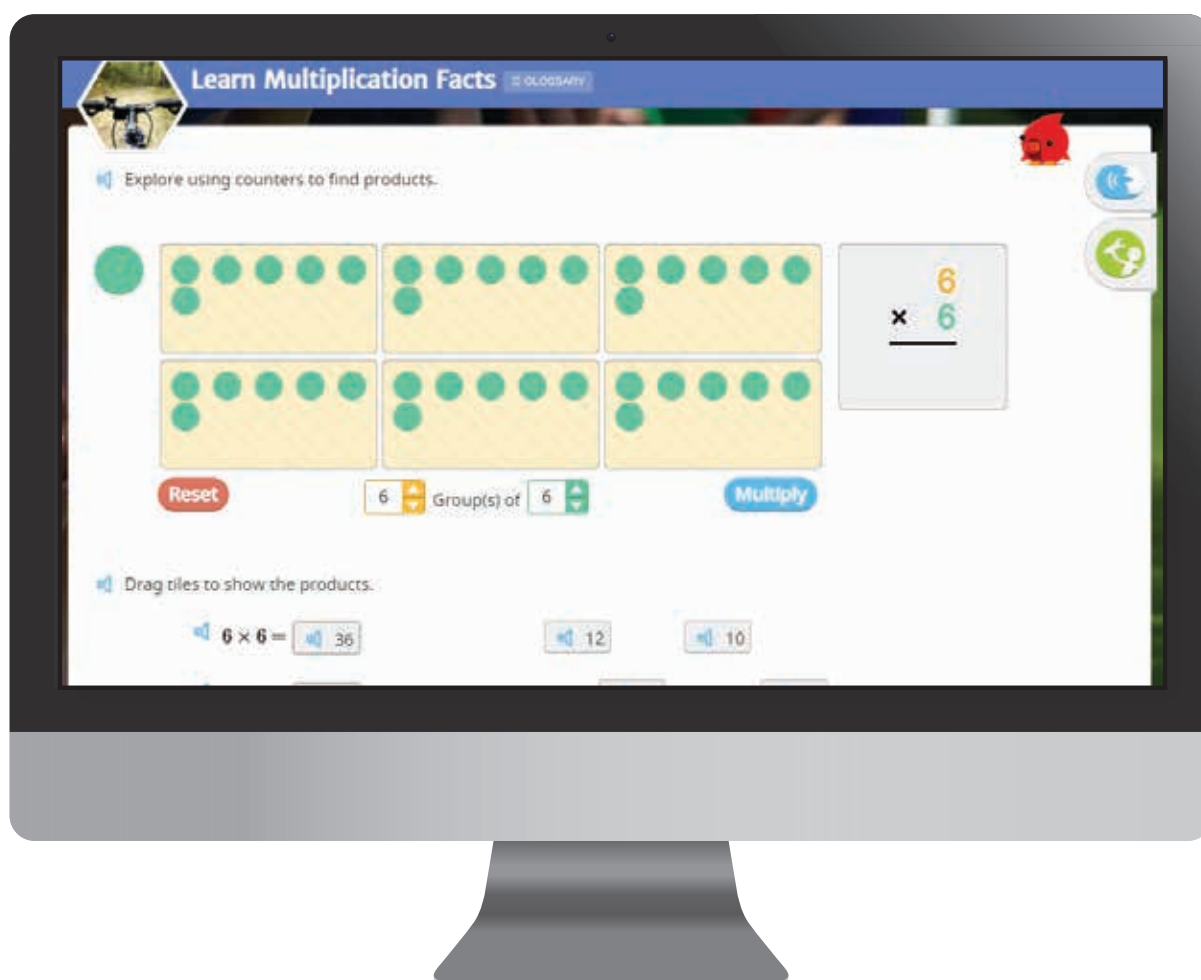 Learn Multiplication Facts GLOSSARY
Explore using counters to find products.
6
× 6
Reset
6 Group(s) of 6
Multiply
Drag tiles to show the products.
6 × 6 = 36
12
10